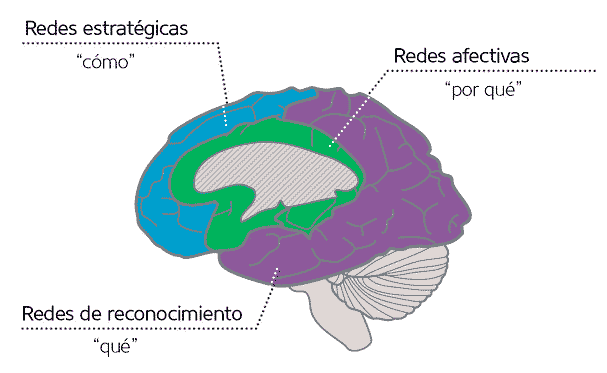 Redes estratégicas
“cómo”
Redes afectivas
“por qué”
Redes de reconocimiento
“qué”